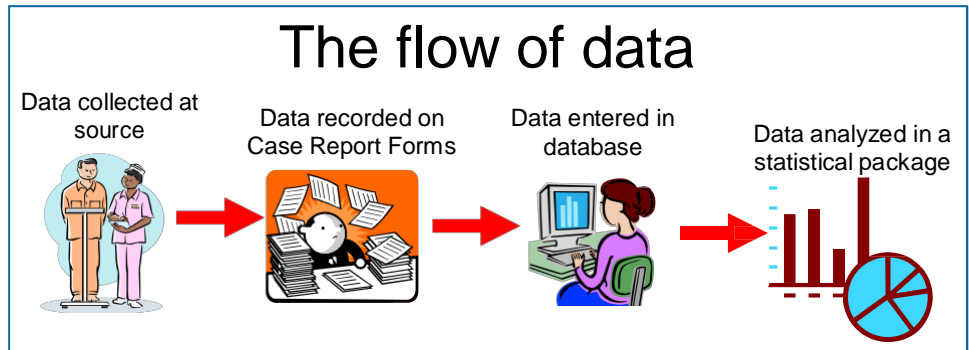 The flow of data
Data collected at
source
Data recorded on
Case Report Forms
Data entered in
database
Data analyzed in a
statistical package